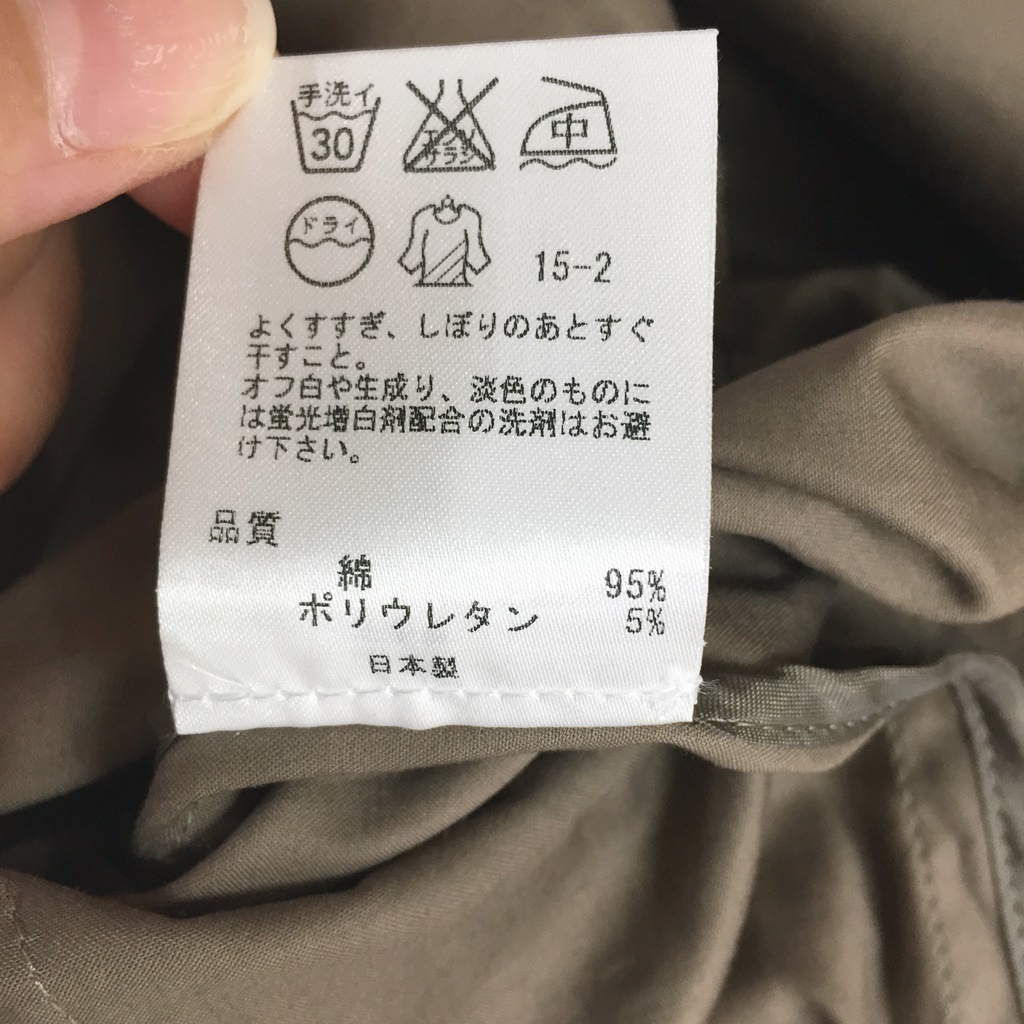 手洗イ
30
エンソ
サラシ
中
ドライ
15-2
よくすすぎ、しぼりのあとすぐ
干すこと。
オフ白や生成り、淡色のものに
は蛍光増白剤配合の洗剤はお避
け下さい。
品質
綿 95%
ポリウレタン 5%
日本製